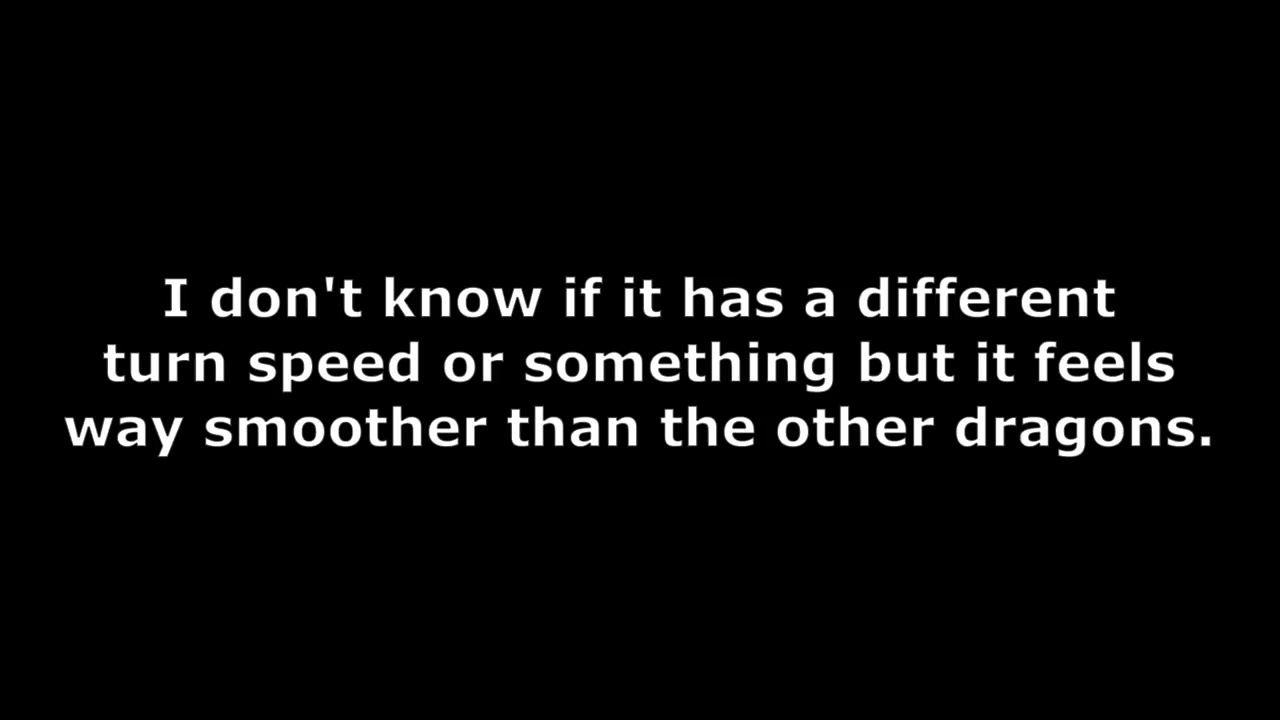 I don't know if it has a different
turn speed or something but it feels
way smoother than the other dragons.